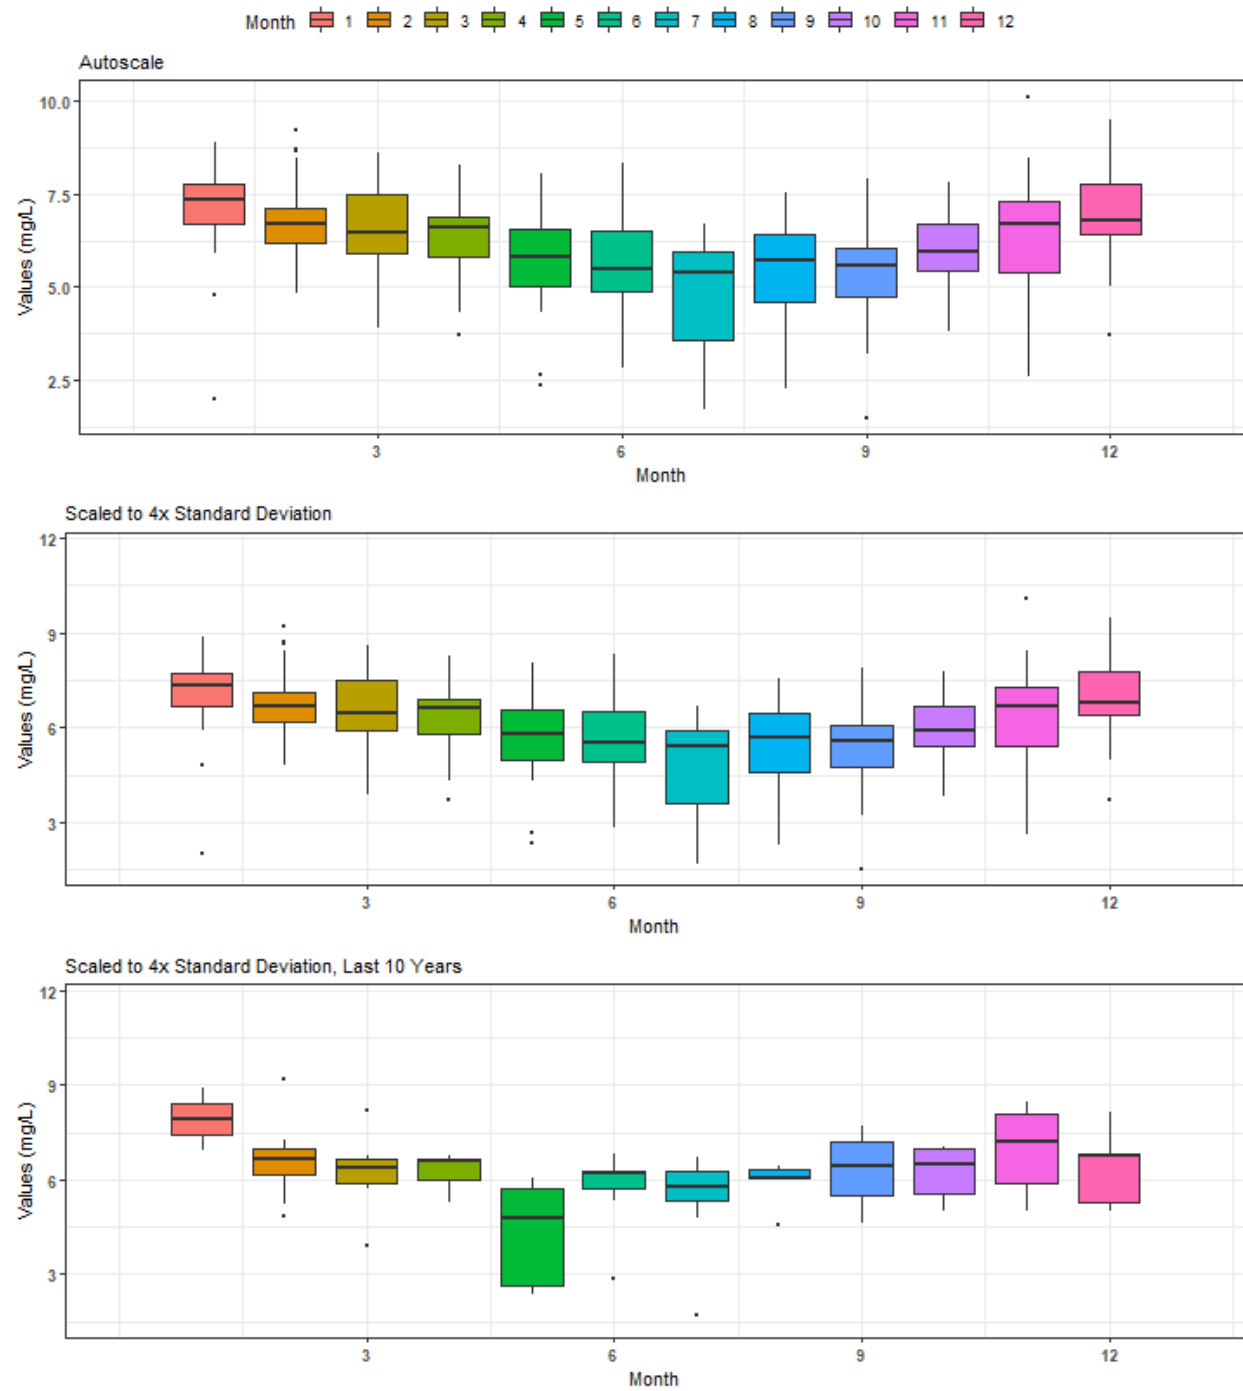 Month 1 2 3 4 5 6 7 8 9 10 11 12
Autoscale
10.0
7.5
5.0
2.5
Values (mg/L)
3 6 9 12
Month
Scaled to 4x Standard Deviation
12
9
6
3
Values (mg/L)
3 6 9 12
Month
Scaled to 4x Standard Deviation, Last 10 Years
12
9
6
3
Values (mg/L)
3 6 9 12
Month